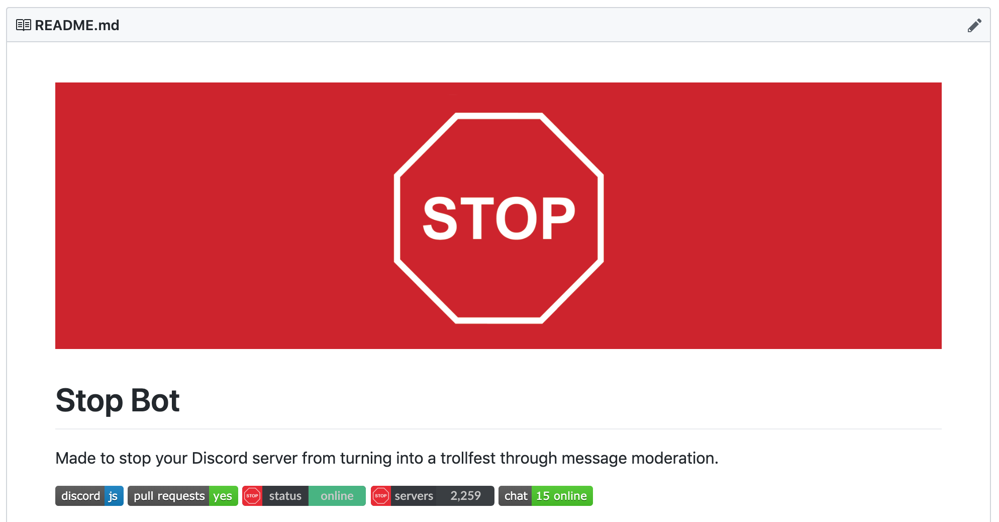 README.md
STOP
Stop Bot
Made to stop your Discord server from turning into a trollfest through message moderation.
discord js pull requests yes STOP status online STOP servers 2,259 chat 15 online